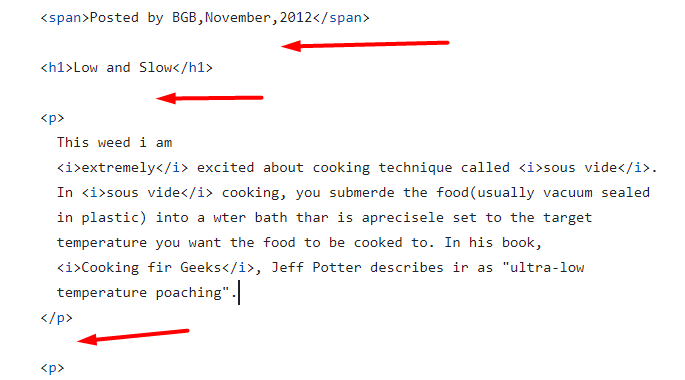 <span>Posted by BGB,November,2012</span>
<h1>Low and Slow</h1>
<p>
This weed i am
<i>extremely</i> excited about cooking technique called <i>sous vide</i>.
In <i>sous vide</i> cooking, you submerde the food(usually vacuum sealed
in plastic) into a wter bath thar is aprecisele set to the target
temperature you want the food to be cooked to. In his book,
<i>Cooking fir Geeks</i>, Jeff Potter describes ir as "ultra-low
temperature poaching".
</p>
<p>